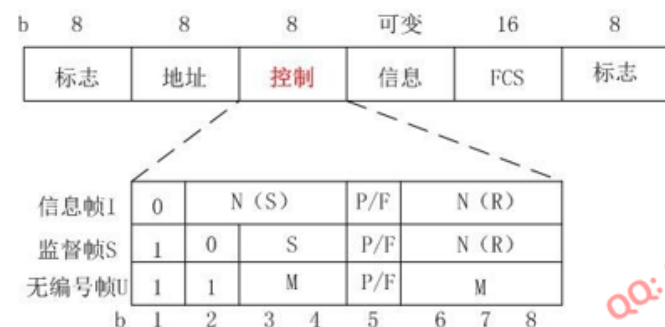 b 8 8 8 可变 16 8
标志 地址 控制 信息 FCS 标志
信息帧I 0 N（S） P/F N（R）
监督帧S 1 0 S P/F N（R）
无编号帧U 1 1 M P/F M
b 1 2 3 4 5 6 7 8
QQ: